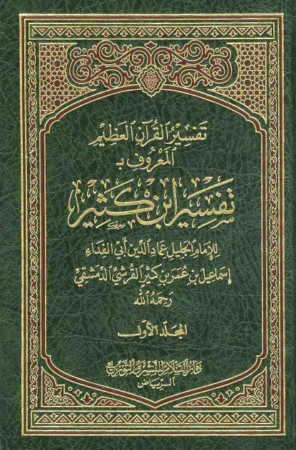 تفسير القرآن العظيم
المعروف بـ
تفسير ابن كثير
للإمام الجليل عماد الدين أبي الفداء
إسماعيل بن عمر بن كثير القرشي الدمشقي
رحمه الله
المجلد الأول
دار السلام للنشر والتوزيع
الرياض